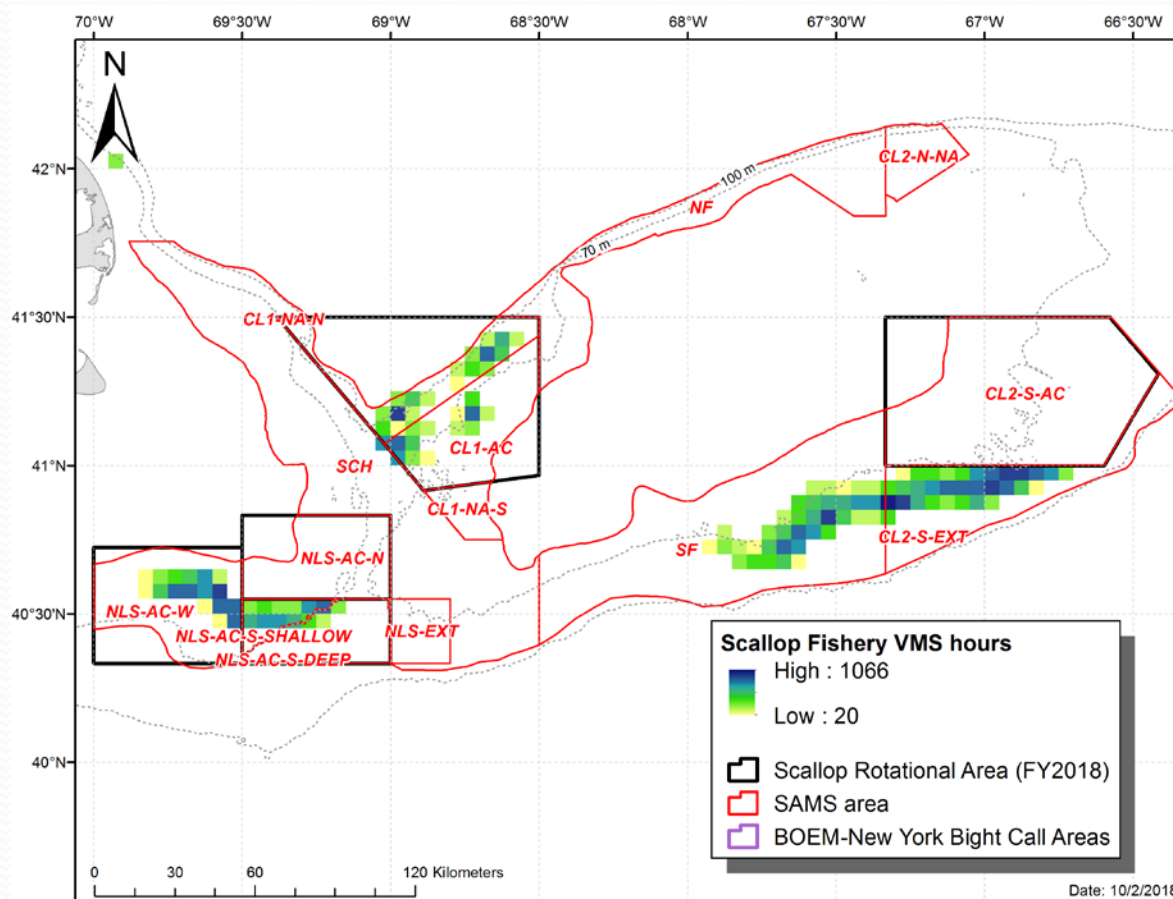 70°W 69°30'W 69°W 68°30'W 68°W 67°30'W 67°W 66°30'W
N
42°N
CL2-N-NA
100 m
NF
70 m
41°30'N
CL1-NA-N
CL2-S-AC
CL1-AC
SCH
41°N
CL1-NA-S
CL2-S-EXT
SF
NLS-AC-N
40°30'N
NLS-AC-W
NLS-AC-S-SHALLOW
NLS-EXT
NLS-AC-S-DEEP
Scallop Fishery VMS hours
High : 1066
Low : 20
40°N
Scallop Rotational Area (FY2018)
SAMS area
BOEM-New York Bight Call Areas
0 30 60 120 Kilometers
Date: 10/2/2018